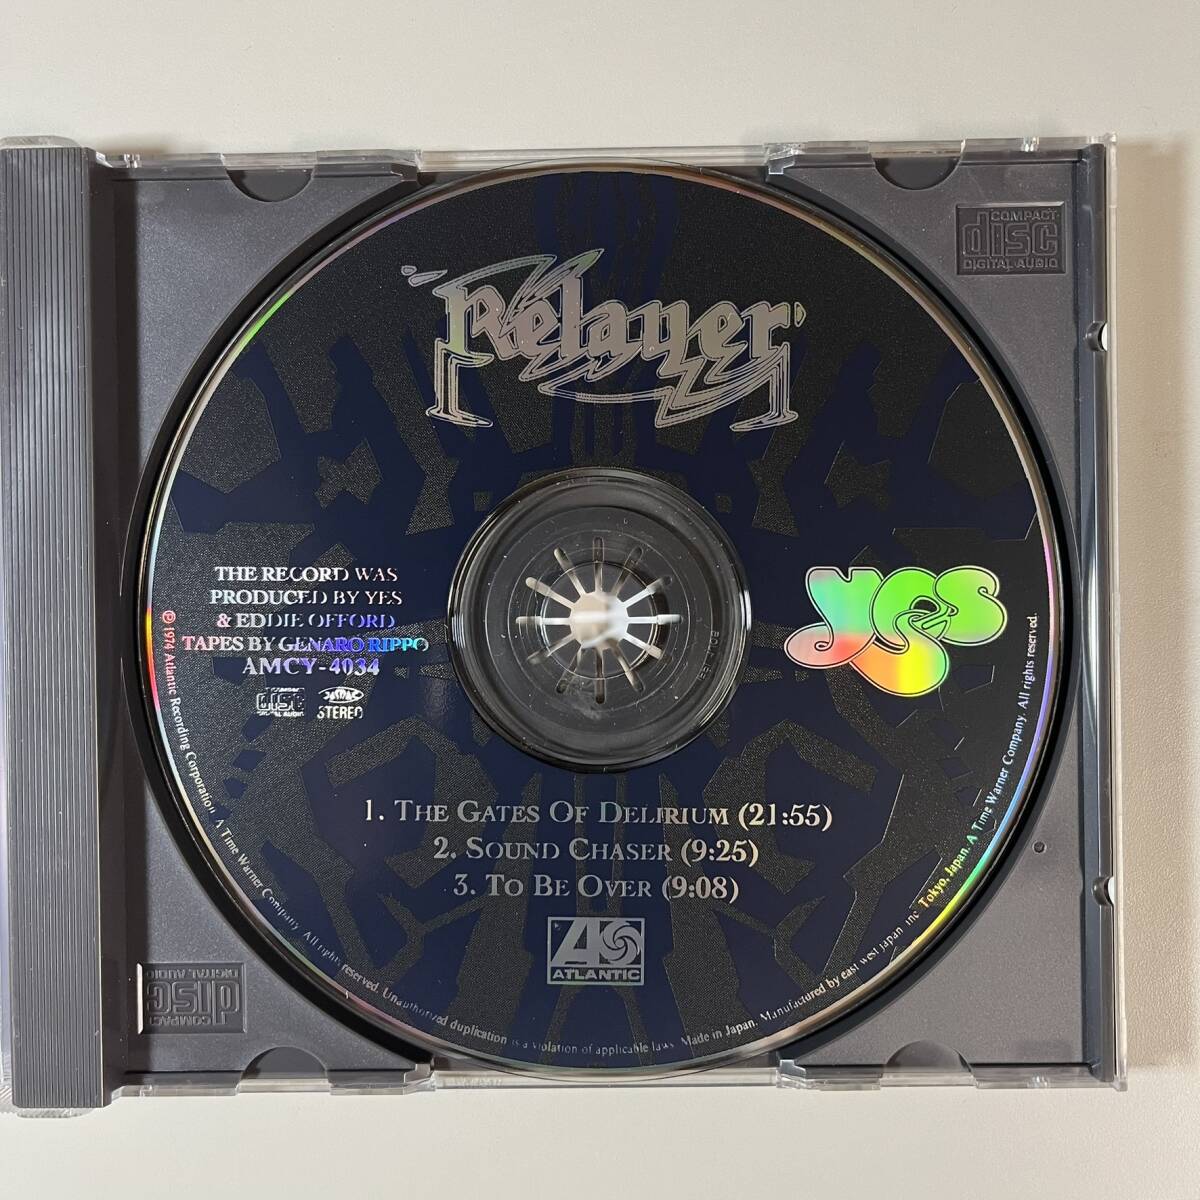 Relayer
COMPACT
disc
DIGITAL AUDIO
THE RECORD WAS
PRODUCED BY YES
& EDDIE OFFORD
TAPES BY GENARO RIPPO
AMCY-4034
COMPACT
disc
DIGITAL AUDIO
STEREO
YES
1. THE GATES OF DELIRIUM (21:55)
2. SOUND CHASER (9:25)
3. TO BE OVER (9:08)
ATLANTIC
℗ 1974 Atlantic Recording Corporation. A Time Warner Company. All rights reserved. Unauthorized duplication is a violation of applicable laws. Made in Japan. Manufactured by east west japan inc. Tokyo, Japan. A Time Warner Company. All rights reserved.
COMPACT
disc
DIGITAL AUDIO